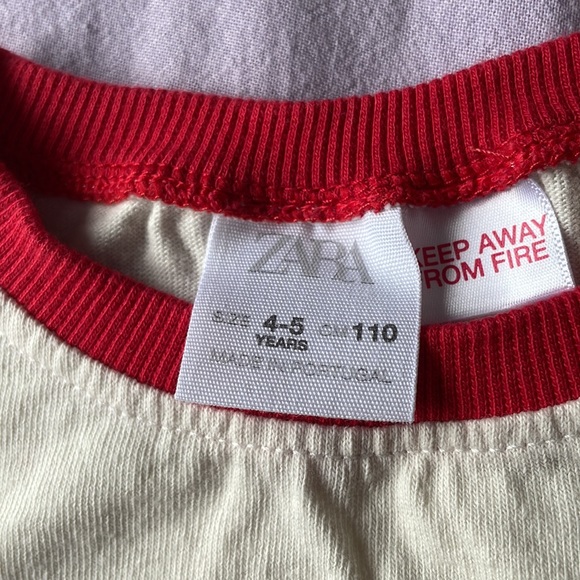 ZARA
SIZE 4-5 CM 110
YEARS
MADE IN PORTUGAL
KEEP AWAY
FROM FIRE